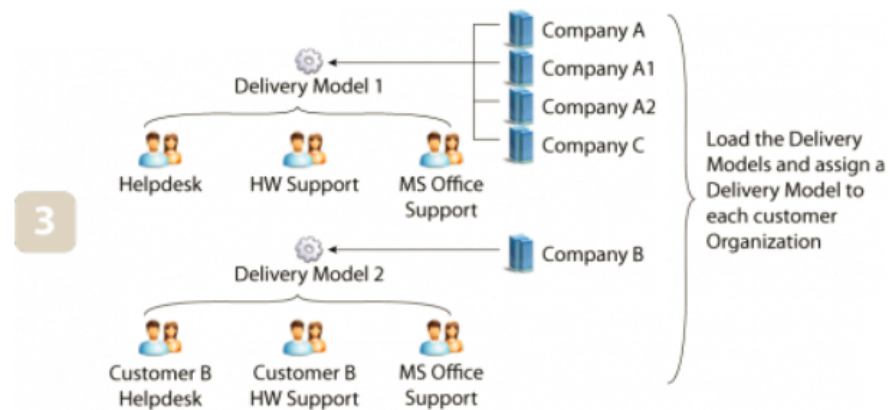 Company A
Company A1
Delivery Model 1
Company A2
Company C
Helpdesk
HW Support
MS Office
Support
Load the Delivery
Models and assign a
Delivery Model to
each customer
Organization
3
Company B
Delivery Model 2
Customer B
Helpdesk
Customer B
HW Support
MS Office
Support